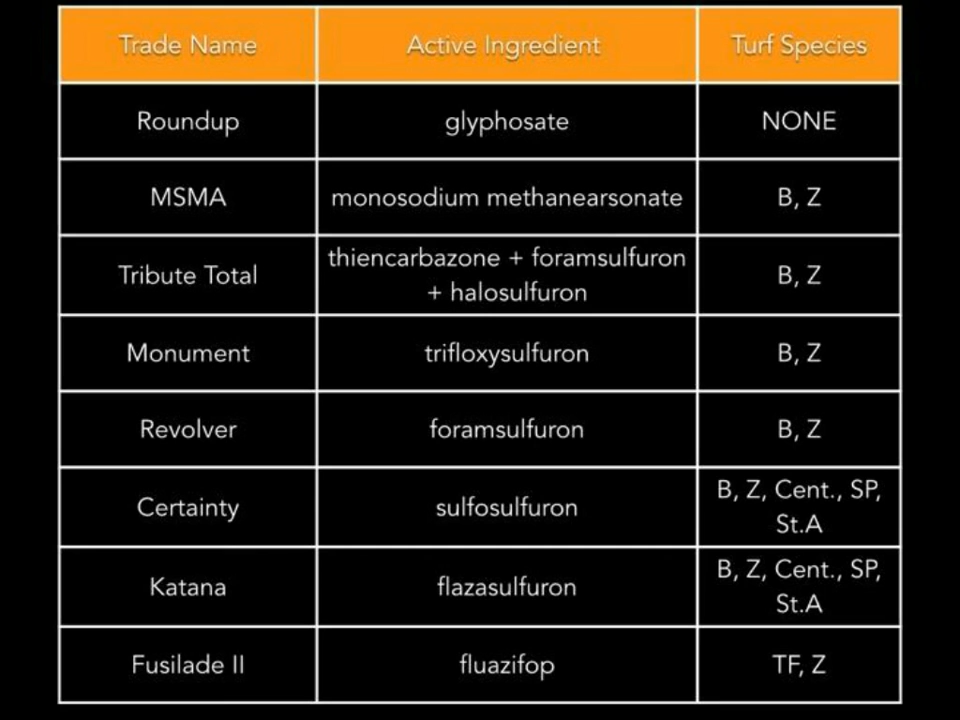 Trade Name Active Ingredient Turf Species
Roundup glyphosate NONE
MSMA monosodium methanearsonate B, Z
thiencarbazone + foramsulfuron
Tribute Total B, Z
+ halosulfuron
Monument trifloxysulfuron B, Z
Revolver foramsulfuron B, Z
B, Z, Cent., SP,
Certainty sulfosulfuron
St.A
B, Z, Cent., SP,
Katana flazasulfuron
St.A
Fusilade II fluazifop TF, Z